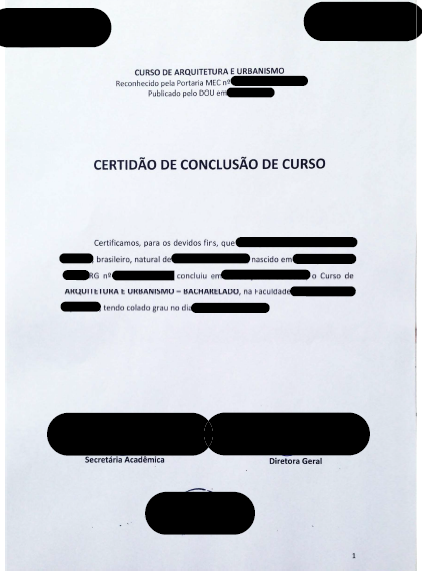 CURSO DE ARQUITETURA E URBANISMO
Reconhecido pela Portaria MEC nº
Publicado pelo DOU em
CERTIDÃO DE CONCLUSÃO DE CURSO
Certificamos, para os devidos fins, que
brasileiro, natural de nascido em
RG nº concluiu em o Curso de
ARQUITETURA E URBANISMO – BACHARELADO, na Faculdade
tendo colado grau no dia
Secretária Acadêmica Diretora Geral
1